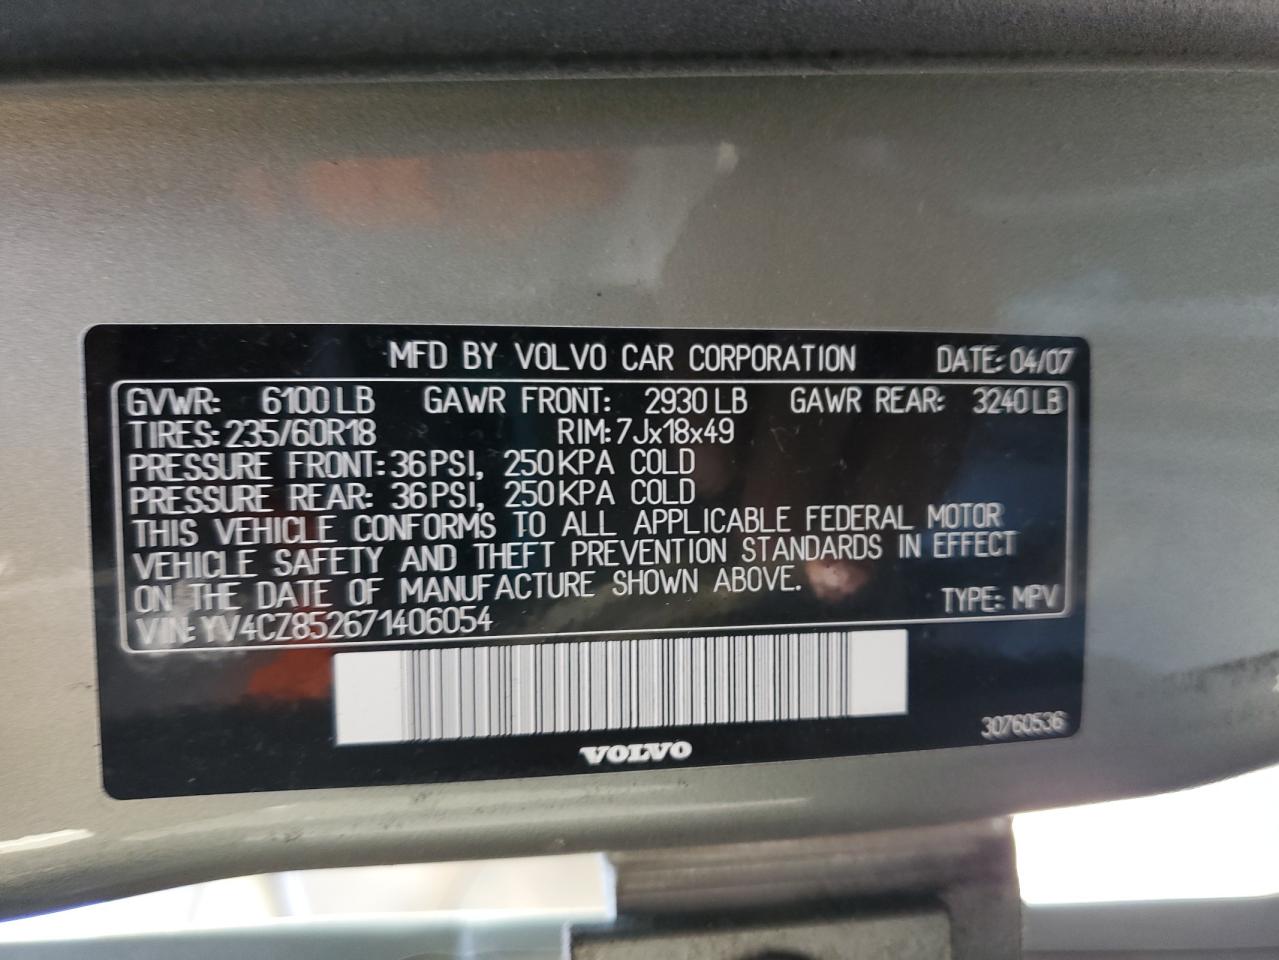 MFD BY VOLVO CAR CORPORATION DATE: 04/07
GVWR: 6100 LB GAWR FRONT: 2930 LB GAWR REAR: 3240 LB
TIRES: 235/60R18 RIM: 7Jx18x49
PRESSURE FRONT: 36 PSI, 250 KPA COLD
PRESSURE REAR: 36 PSI, 250 KPA COLD
THIS VEHICLE CONFORMS TO ALL APPLICABLE FEDERAL MOTOR
VEHICLE SAFETY AND THEFT PREVENTION STANDARDS IN EFFECT
ON THE DATE OF MANUFACTURE SHOWN ABOVE.
VIN: YV4CZ852671406054 TYPE: MPV
30760536
VOLVO